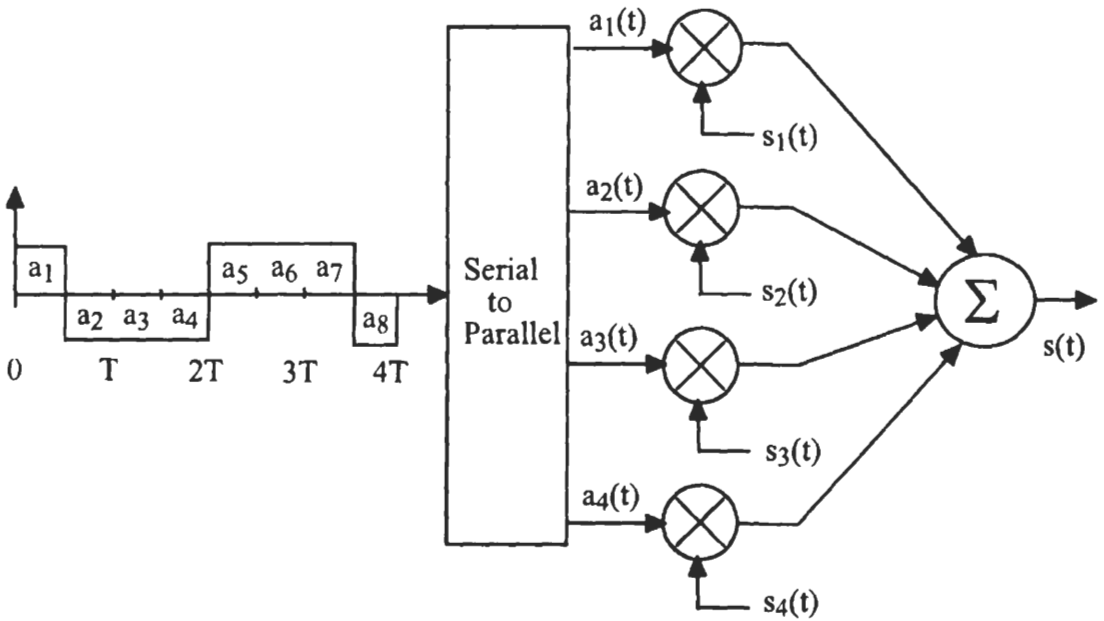 a1(t)
s1(t)
a2(t)
s2(t)
a1
a5 a6 a7
a2 a3 a4
a8
0 T 2T 3T 4T
Serial
to
Parallel
Σ
s(t)
a3(t)
s3(t)
a4(t)
s4(t)